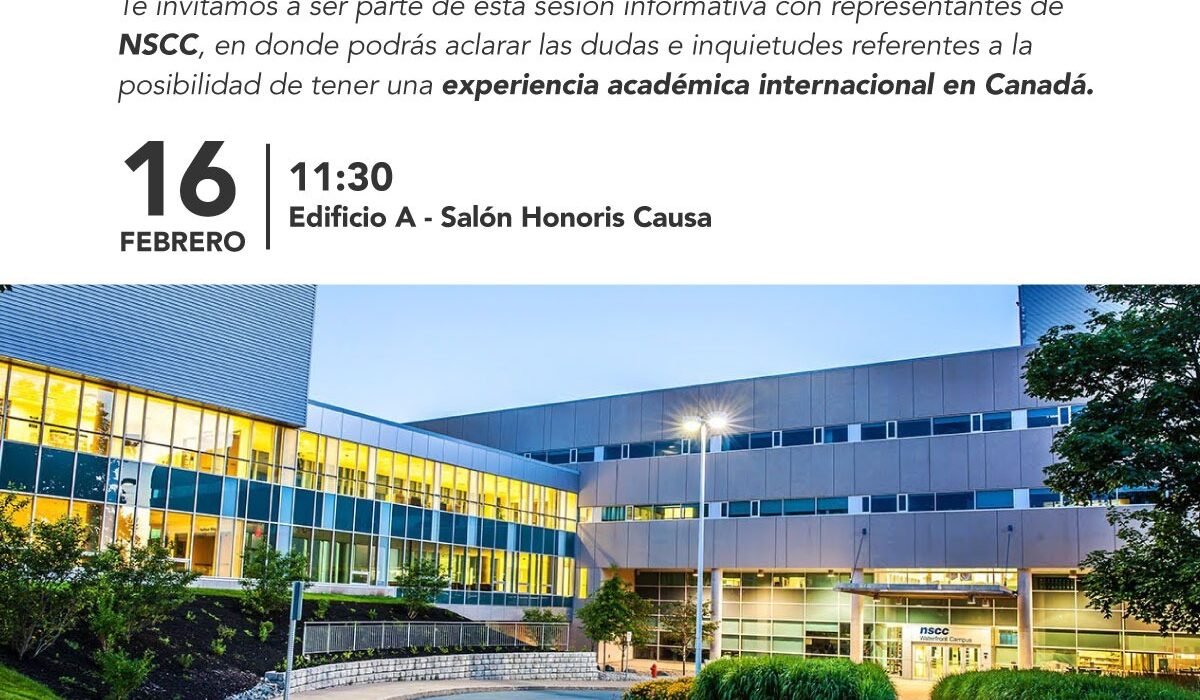 Te invitamos a ser parte de esta sesión informativa con representantes de
NSCC, en donde podrás aclarar las dudas e inquietudes referentes a la
posibilidad de tener una experiencia académica internacional en Canadá.
16
FEBRERO
11:30
Edificio A - Salón Honoris Causa
nscc
Waterfront Campus